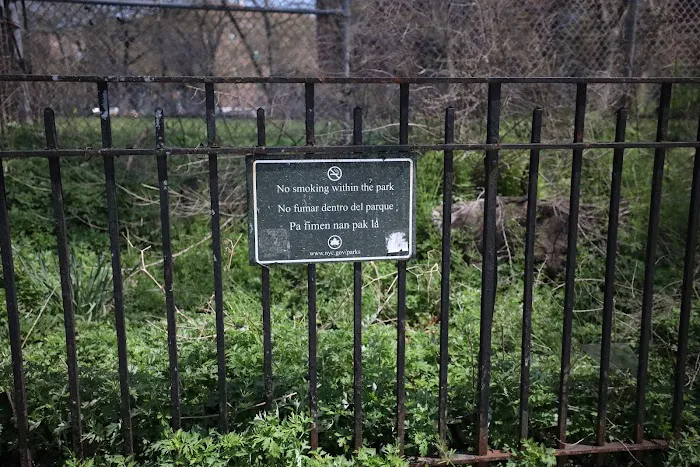 No smoking within the park
No fumar dentro del parque
Pa fimen nan pak la
www.nyc.gov/parks